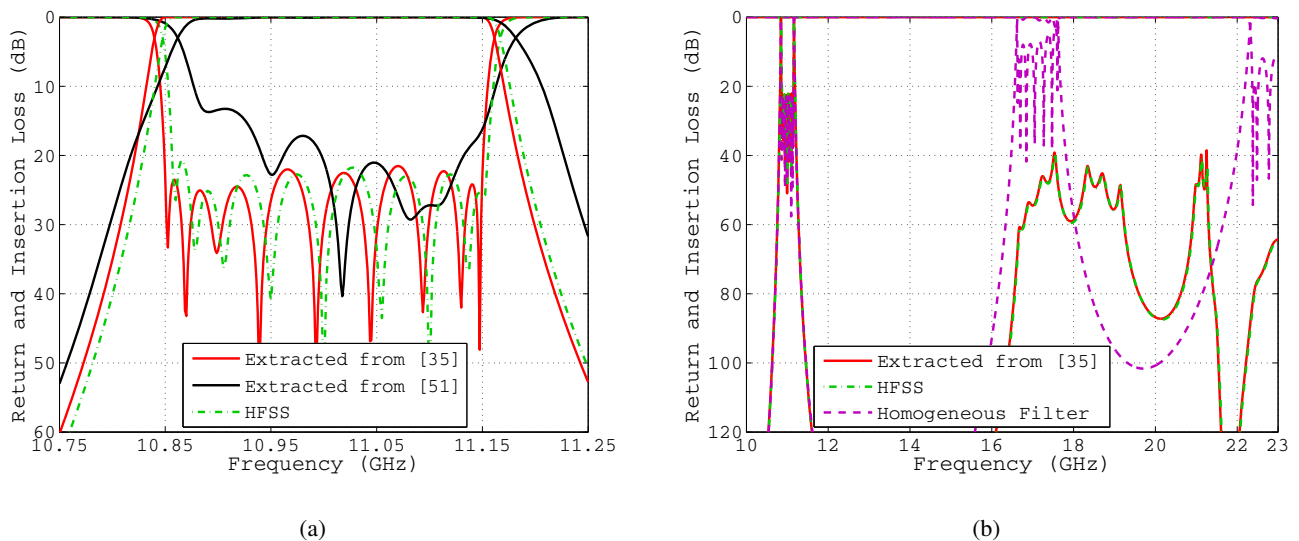 Return and Insertion Loss (dB)
0
10
20
30
40
50
60
10.75
10.85
10.95
11.05
11.15
11.25
Frequency (GHz)
Extracted from [35]
Extracted from [51]
HFSS
(a)
Return and Insertion Loss (dB)
0
20
40
60
80
100
120
10
12
14
16
18
20
22
23
Frequency (GHz)
Extracted from [35]
HFSS
Homogeneous Filter
(b)